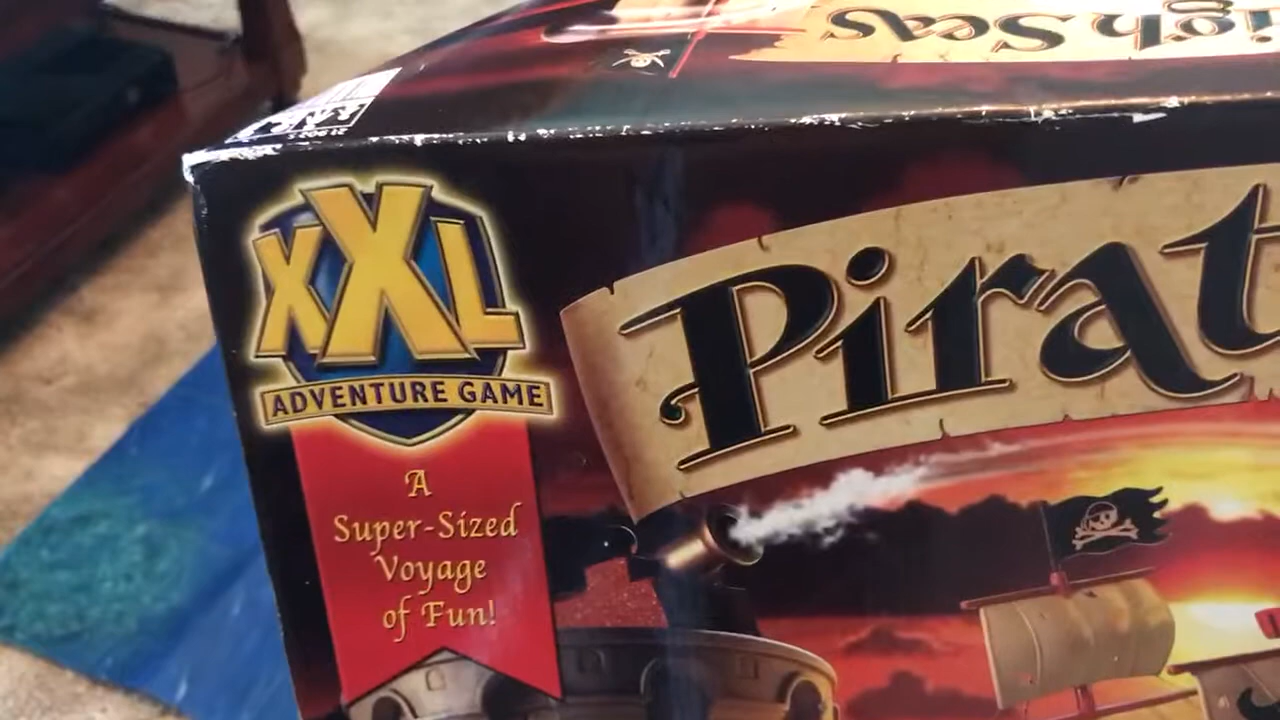 igh Seas
XXL
ADVENTURE GAME
Pirat
A
Super-Sized
Voyage
of Fun!